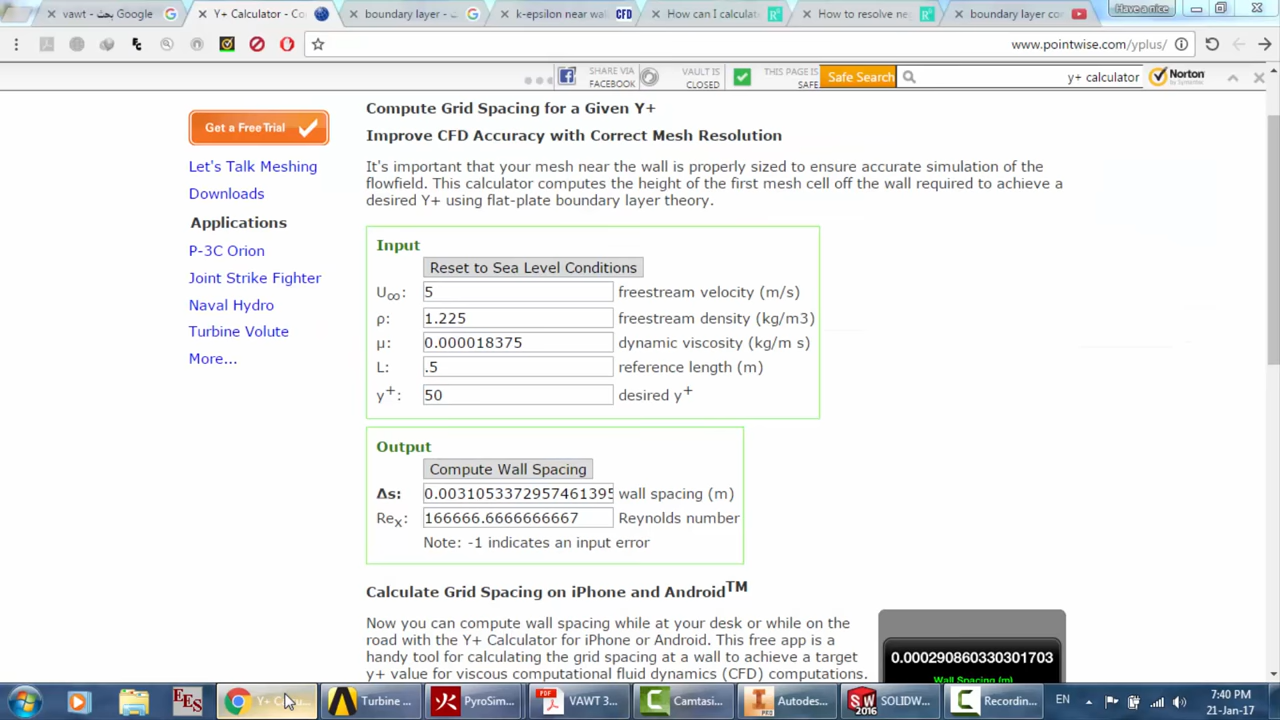 vawt - بحث Google
Y+ Calculator - Co
boundary layer -
k-epsilon near wal
How can I calculat
How to resolve ne
boundary layer co
Have a nice
www.pointwise.com/yplus/
SHARE VIA
FACEBOOK
VAULT IS
CLOSED
THIS PAGE IS
SAFE
Safe Search
y+ calculator
Norton
Compute Grid Spacing for a Given Y+
Get a Free Trial
Improve CFD Accuracy with Correct Mesh Resolution
Let's Talk Meshing
Downloads
It's important that your mesh near the wall is properly sized to ensure accurate simulation of the
flowfield. This calculator computes the height of the first mesh cell off the wall required to achieve a
desired Y+ using flat-plate boundary layer theory.
Applications
P-3C Orion
Joint Strike Fighter
Naval Hydro
Turbine Volute
More...
Input
Reset to Sea Level Conditions
U∞: 5 freestream velocity (m/s)
ρ: 1.225 freestream density (kg/m3)
μ: 0.000018375 dynamic viscosity (kg/m s)
L: .5 reference length (m)
y+: 50 desired y+
Output
Compute Wall Spacing
Δs: 0.0031053372957461395 wall spacing (m)
Rex: 166666.6666666667 Reynolds number
Note: -1 indicates an input error
Calculate Grid Spacing on iPhone and Android™
Now you can compute wall spacing while at your desk or while on the
road with the Y+ Calculator for iPhone or Android. This free app is a
handy tool for calculating the grid spacing at a wall to achieve a target
y+ value for viscous computational fluid dynamics (CFD) computations.
0.000290860330301703
Wall Spacing (m)
Y+ Calcu...
Turbine ...
PyroSim...
VAWT 3...
Camtasi...
Autodes...
SOLIDW...
Recordin...
EN
7:40 PM
21-Jan-17